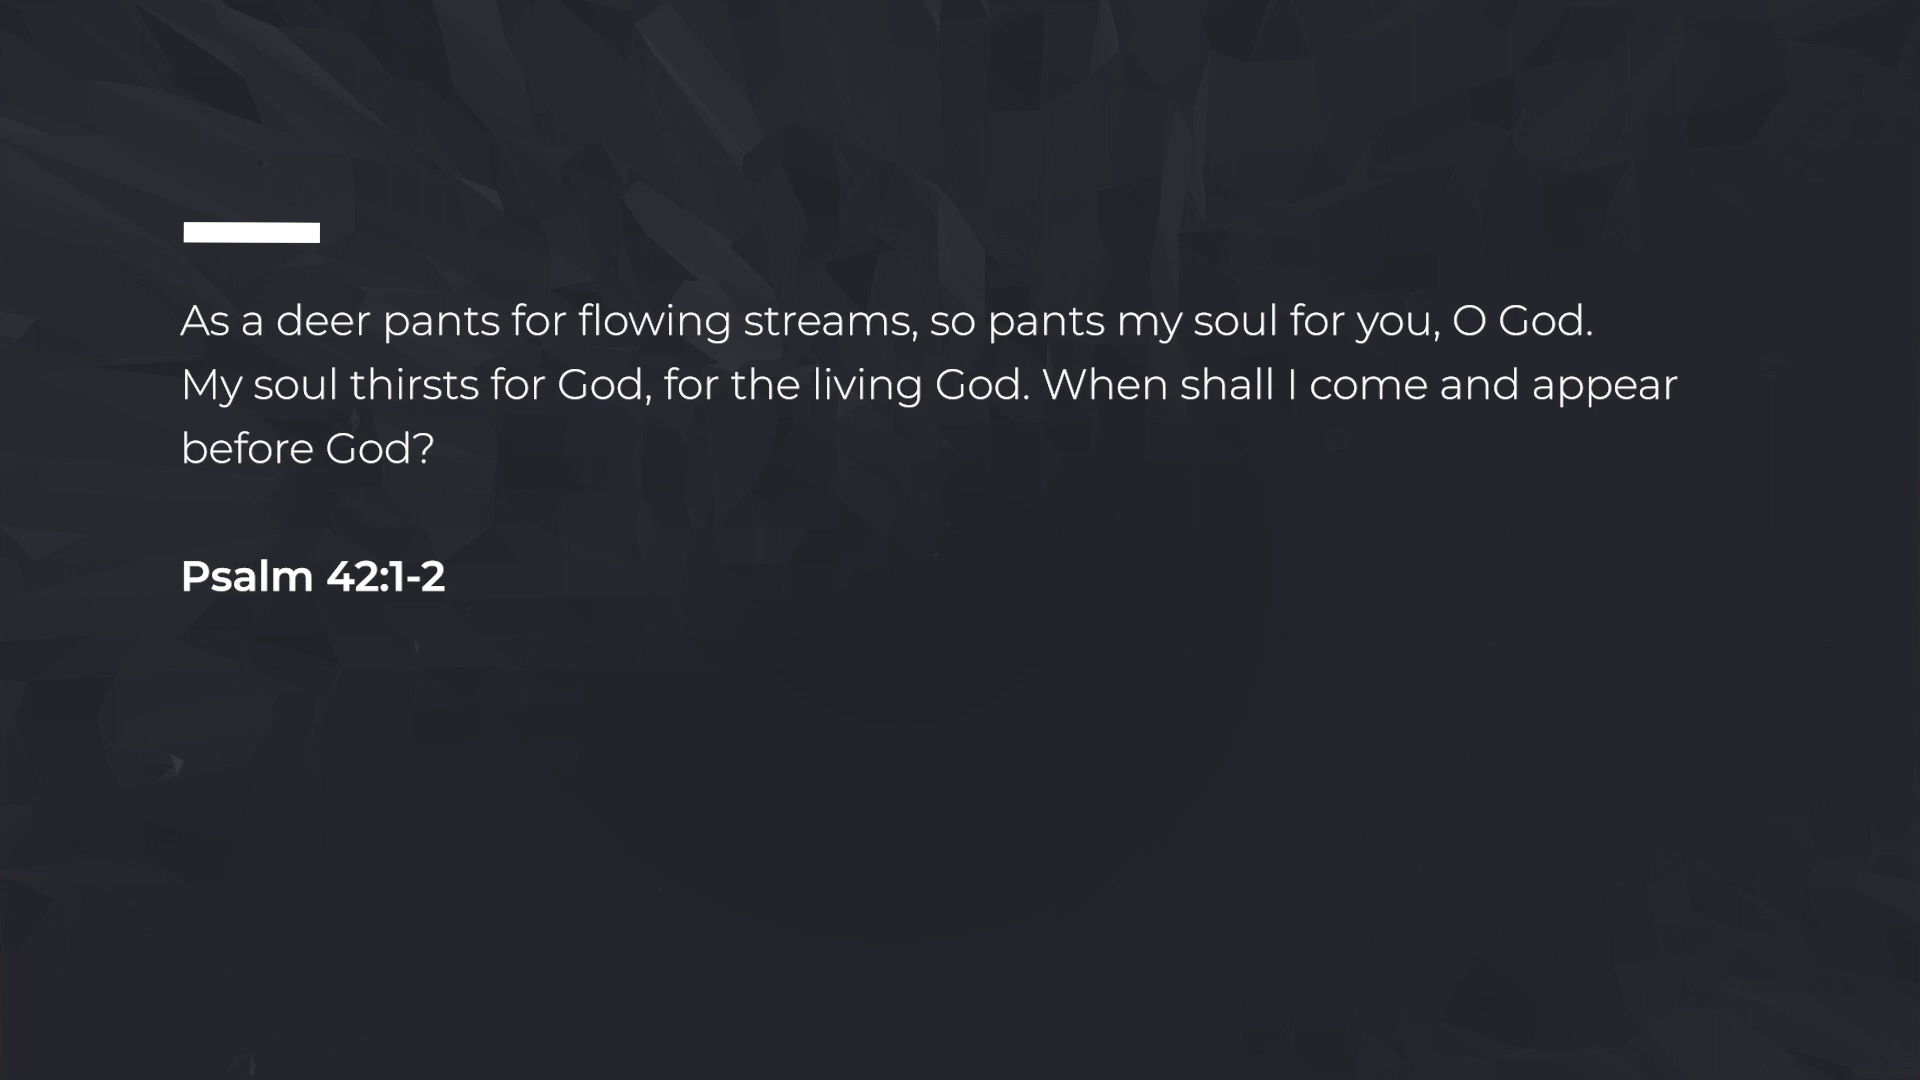 As a deer pants for flowing streams, so pants my soul for you, O God.
My soul thirsts for God, for the living God. When shall I come and appear
before God?
Psalm 42:1-2